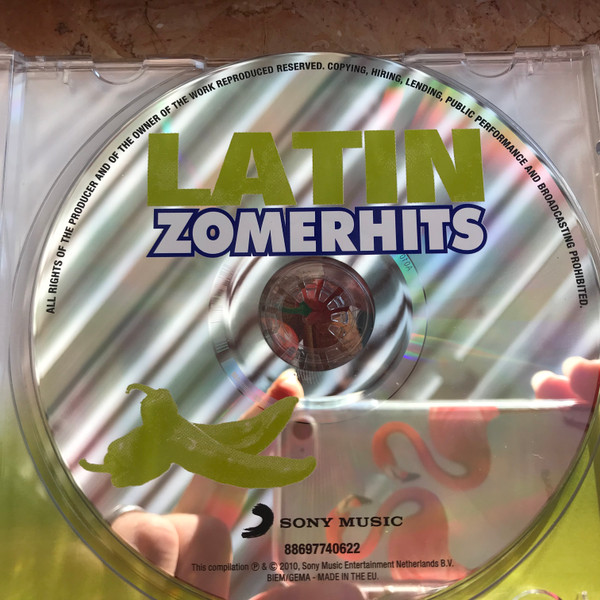 ALL RIGHTS OF THE PRODUCER AND OF THE OWNER OF THE WORK REPRODUCED RESERVED. COPYING, HIRING, LENDING, PUBLIC PERFORMANCE AND BROADCASTING PROHIBITED.
LATIN
ZOMERHITS
SONY MUSIC
88697740622
This compilation ℗ & © 2010, Sony Music Entertainment Netherlands B.V.
BIEM/GEMA - MADE IN THE EU.